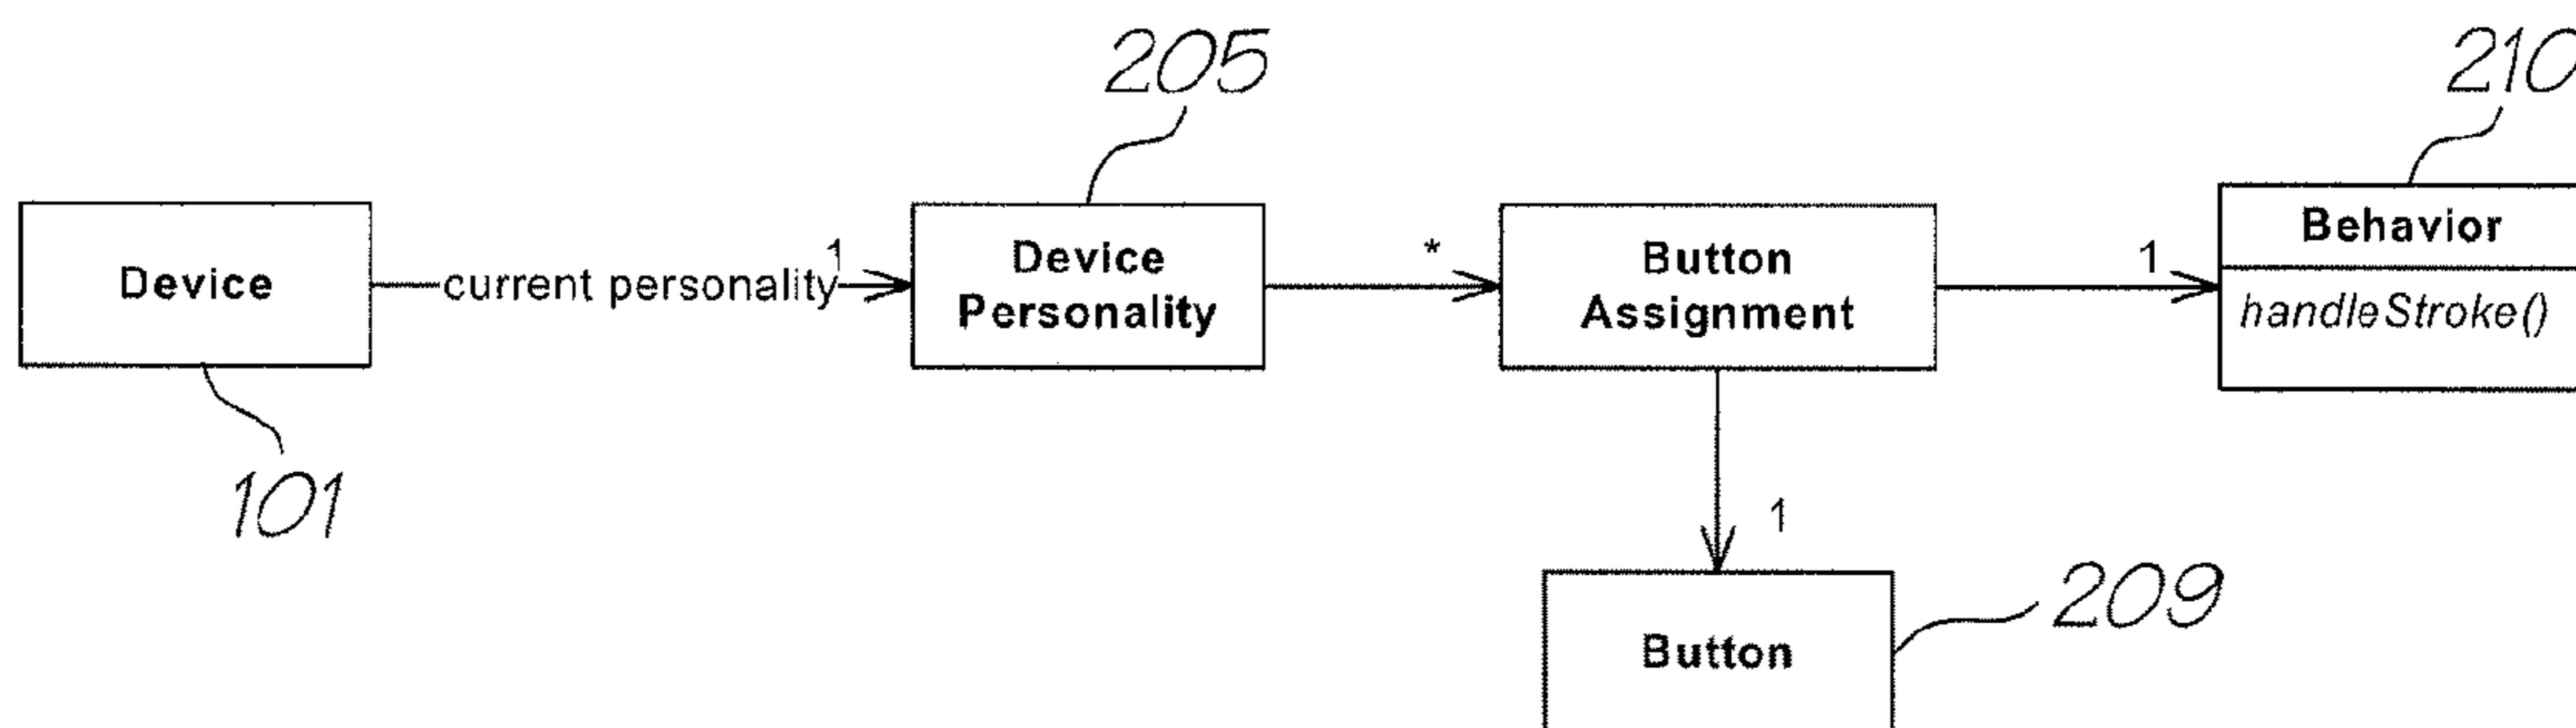 205
210
Device
current personality
1
Device
Personality
*
Button
Assignment
1
Behavior
handleStroke()
101
1
Button
209